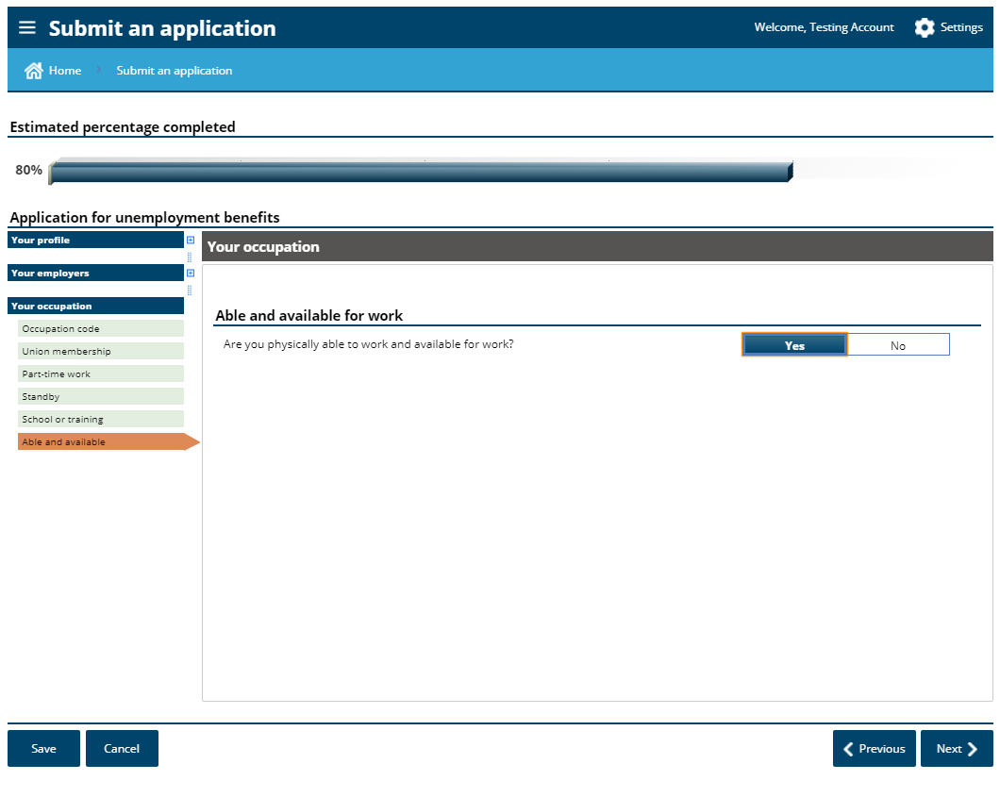 Submit an application
Welcome, Testing Account
Settings
Home
Submit an application
Estimated percentage completed
80%
Application for unemployment benefits
Your profile
Your employers
Your occupation
Occupation code
Union membership
Part-time work
Standby
School or training
Able and available
Your occupation
Able and available for work
Are you physically able to work and available for work?
Yes
No
Save
Cancel
Previous
Next